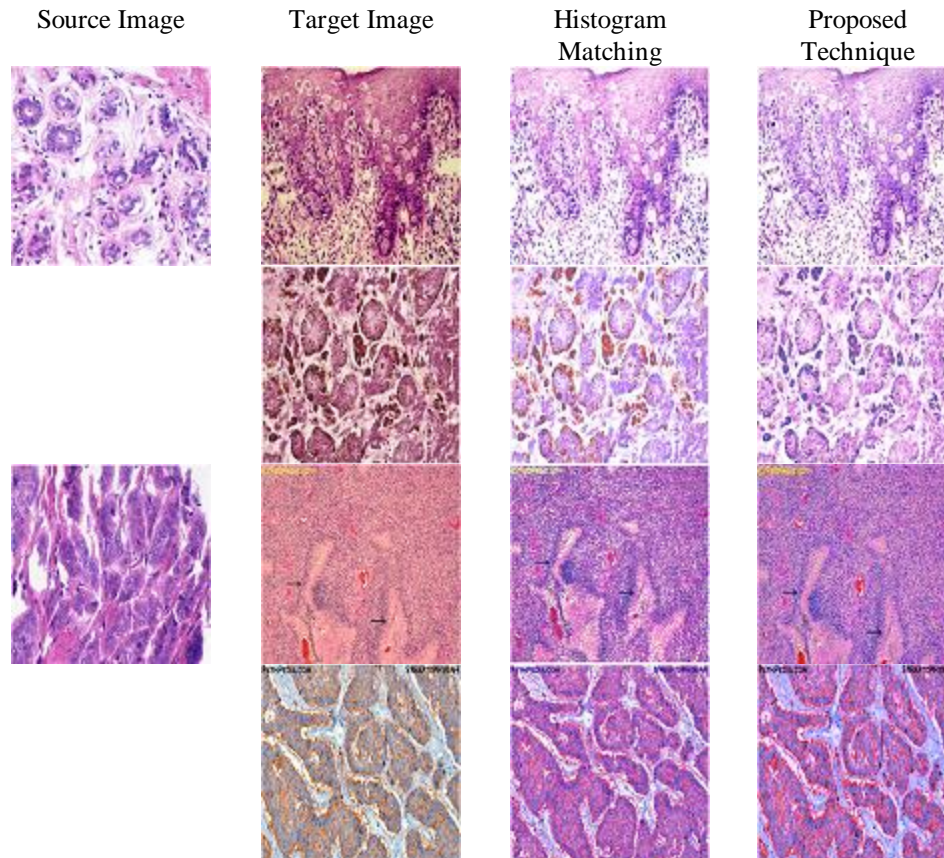 Source Image
Target Image
Histogram
Matching
Proposed
Technique